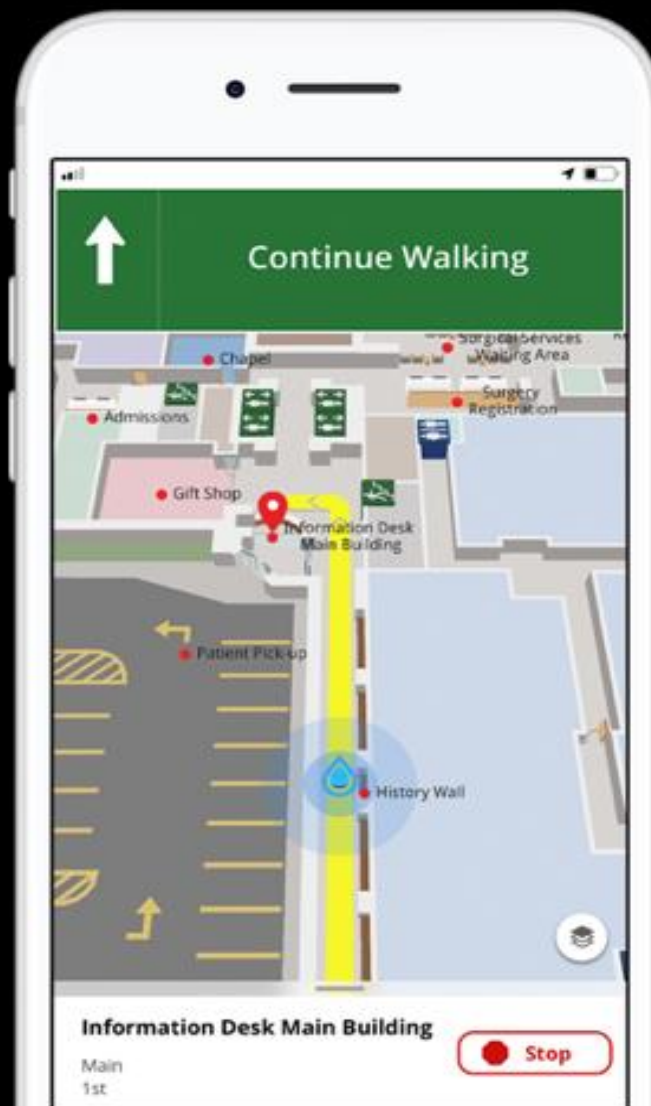 Continue Walking
Chapel
Surgical Services
Waiting Area
Admissions
Surgery
Registration
Gift Shop
Information Desk
Main Building
Patient Pick-up
History Wall
Information Desk Main Building
Stop
Main
1st